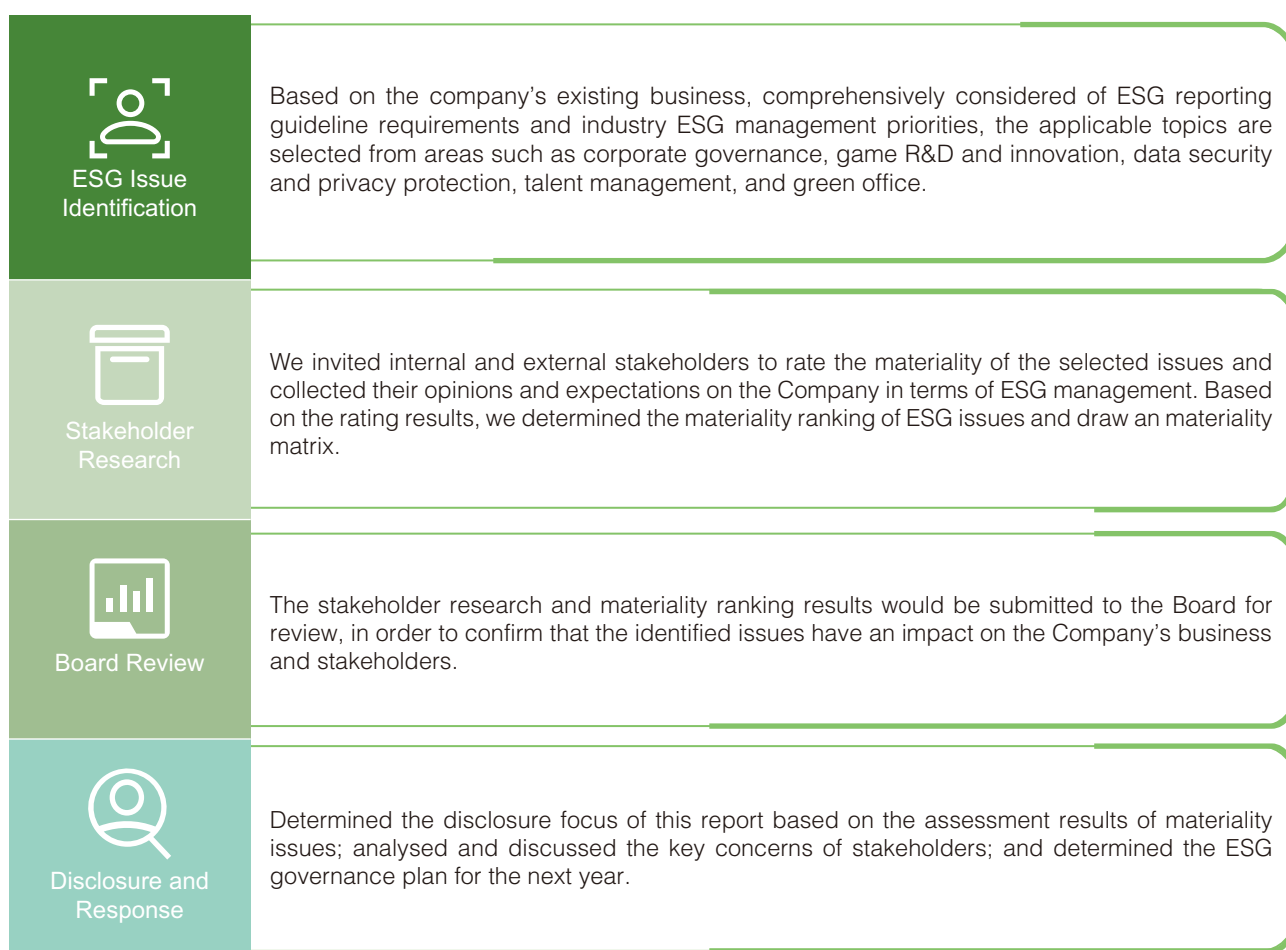 ESG Issue
Identification
Based on the company's existing business, comprehensively considered of ESG reporting
guideline requirements and industry ESG management priorities, the applicable topics are
selected from areas such as corporate governance, game R&D and innovation, data security
and privacy protection, talent management, and green office.
Stakeholder
Research
We invited internal and external stakeholders to rate the materiality of the selected issues and
collected their opinions and expectations on the Company in terms of ESG management. Based
on the rating results, we determined the materiality ranking of ESG issues and draw an materiality
matrix.
Board Review
The stakeholder research and materiality ranking results would be submitted to the Board for
review, in order to confirm that the identified issues have an impact on the Company's business
and stakeholders.
Disclosure and
Response
Determined the disclosure focus of this report based on the assessment results of materiality
issues; analysed and discussed the key concerns of stakeholders; and determined the ESG
governance plan for the next year.